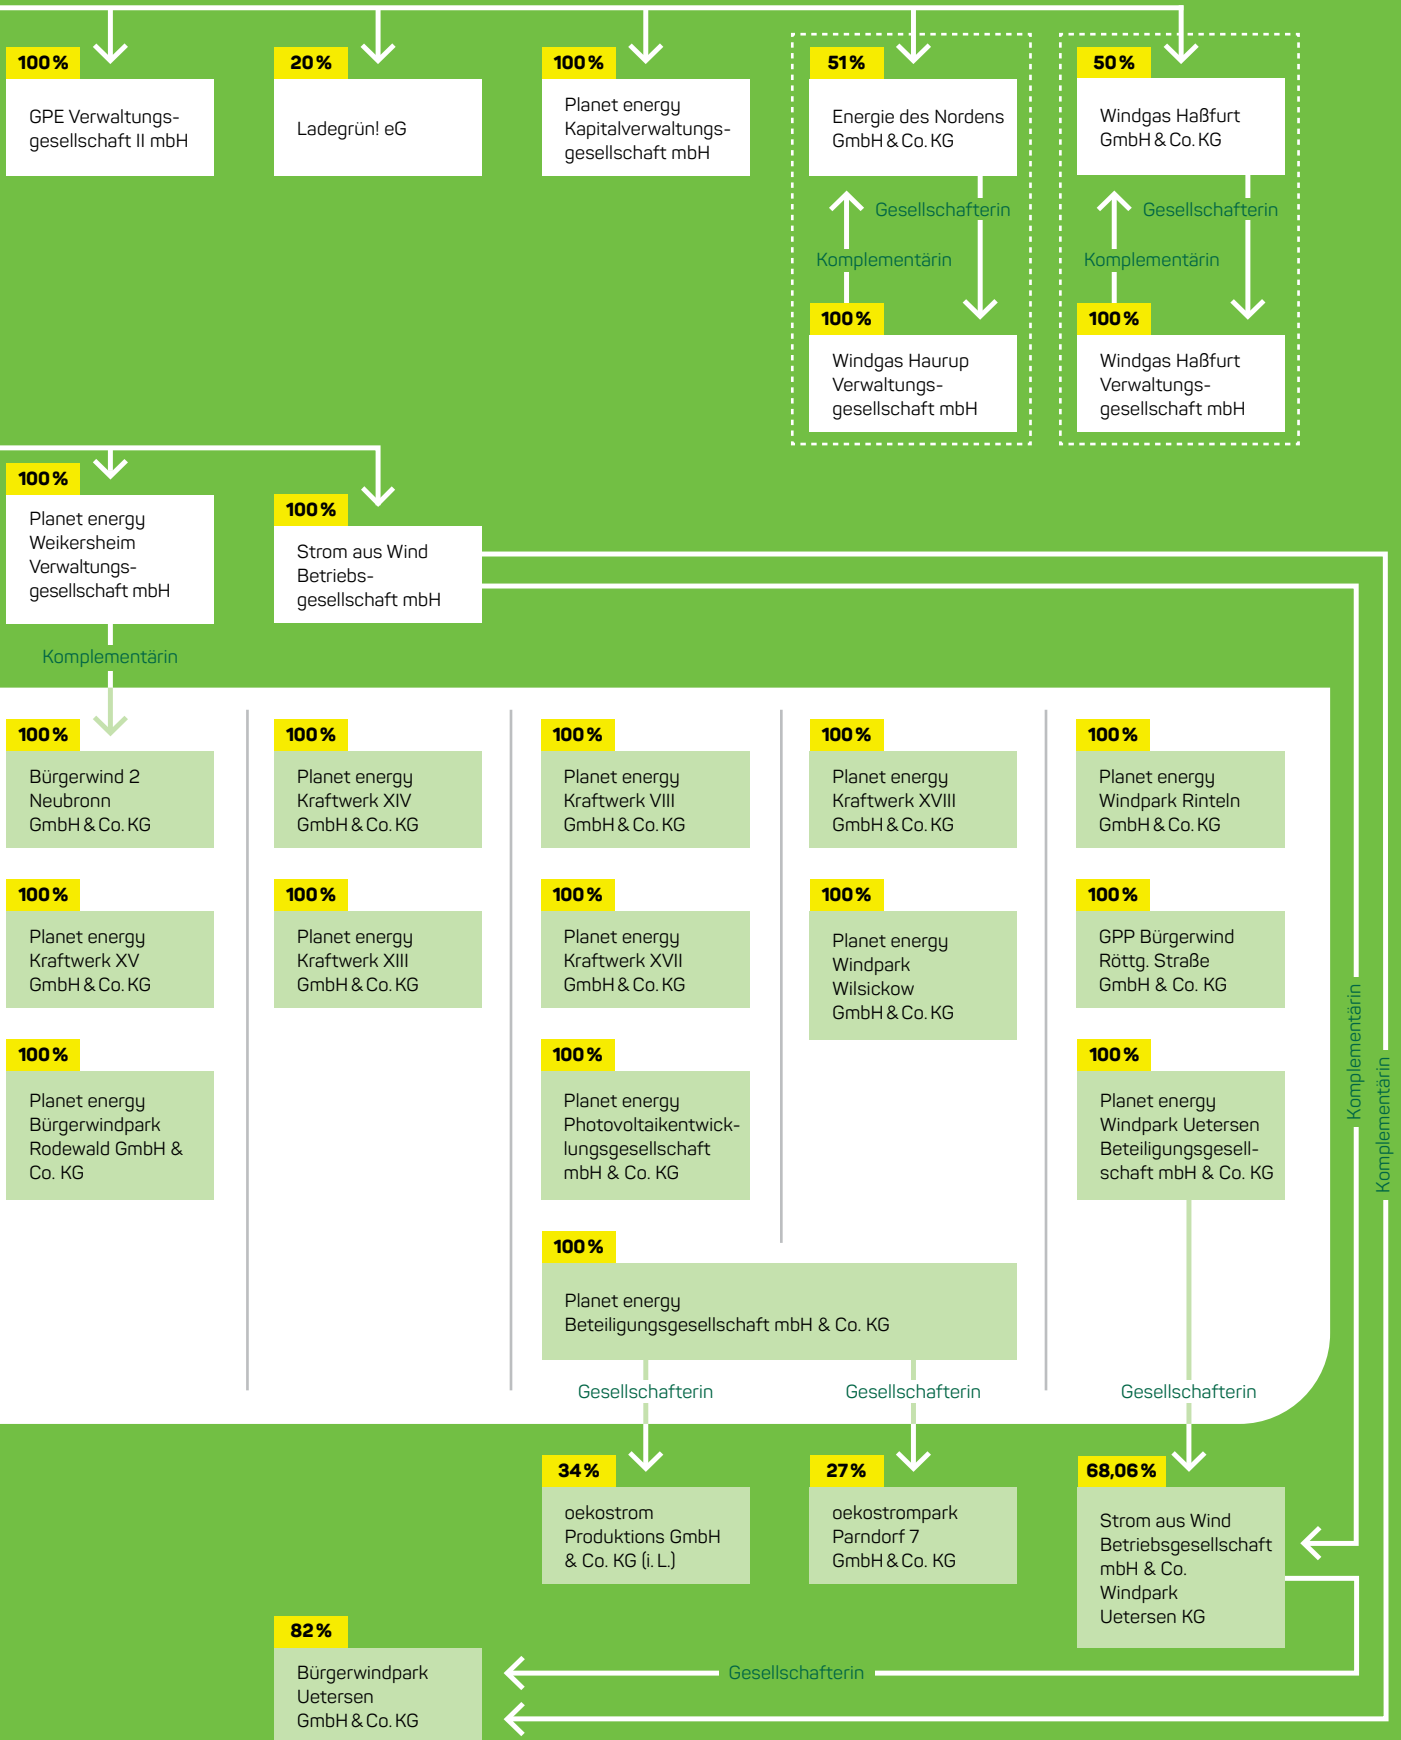 100 %
GPE Verwaltungs-
gesellschaft II mbH
20 %
Ladegrün! eG
100 %
Planet energy
Kapitalverwaltungs-
gesellschaft mbH
51 %
Energie des Nordens
GmbH & Co. KG
50 %
Windgas Haßfurt
GmbH & Co. KG
Gesellschafterin
Komplementärin
Gesellschafterin
Komplementärin
100 %
Windgas Haurup
Verwaltungs-
gesellschaft mbH
100 %
Windgas Haßfurt
Verwaltungs-
gesellschaft mbH
100 %
Planet energy
Weikersheim
Verwaltungs-
gesellschaft mbH
100 %
Strom aus Wind
Betriebs-
gesellschaft mbH
Komplementärin
100 %
Bürgerwind 2
Neubronn
GmbH & Co. KG
100 %
Planet energy
Kraftwerk XIV
GmbH & Co. KG
100 %
Planet energy
Kraftwerk VIII
GmbH & Co. KG
100 %
Planet energy
Kraftwerk XVIII
GmbH & Co. KG
100 %
Planet energy
Windpark Rinteln
GmbH & Co. KG
100 %
Planet energy
Kraftwerk XV
GmbH & Co. KG
100 %
Planet energy
Kraftwerk XIII
GmbH & Co. KG
100 %
Planet energy
Kraftwerk XVII
GmbH & Co. KG
100 %
Planet energy
Windpark
Wilsickow
GmbH & Co. KG
100 %
GPP Bürgerwind
Röttg. Straße
GmbH & Co. KG
100 %
Planet energy
Bürgerwindpark
Rodewald GmbH &
Co. KG
100 %
Planet energy
Photovoltaikentwick-
lungsgesellschaft
mbH & Co. KG
100 %
Planet energy
Windpark Uetersen
Beteiligungsgesell-
schaft mbH & Co. KG
Komplementärin
Komplementärin
100 %
Planet energy
Beteiligungsgesellschaft mbH & Co. KG
Gesellschafterin
Gesellschafterin
Gesellschafterin
34 %
oekostrom
Produktions GmbH
& Co. KG (i. L.)
27 %
oekostrompark
Parndorf 7
GmbH & Co. KG
68,06 %
Strom aus Wind
Betriebsgesellschaft
mbH & Co.
Windpark
Uetersen KG
82 %
Bürgerwindpark
Uetersen
GmbH & Co. KG
Gesellschafterin